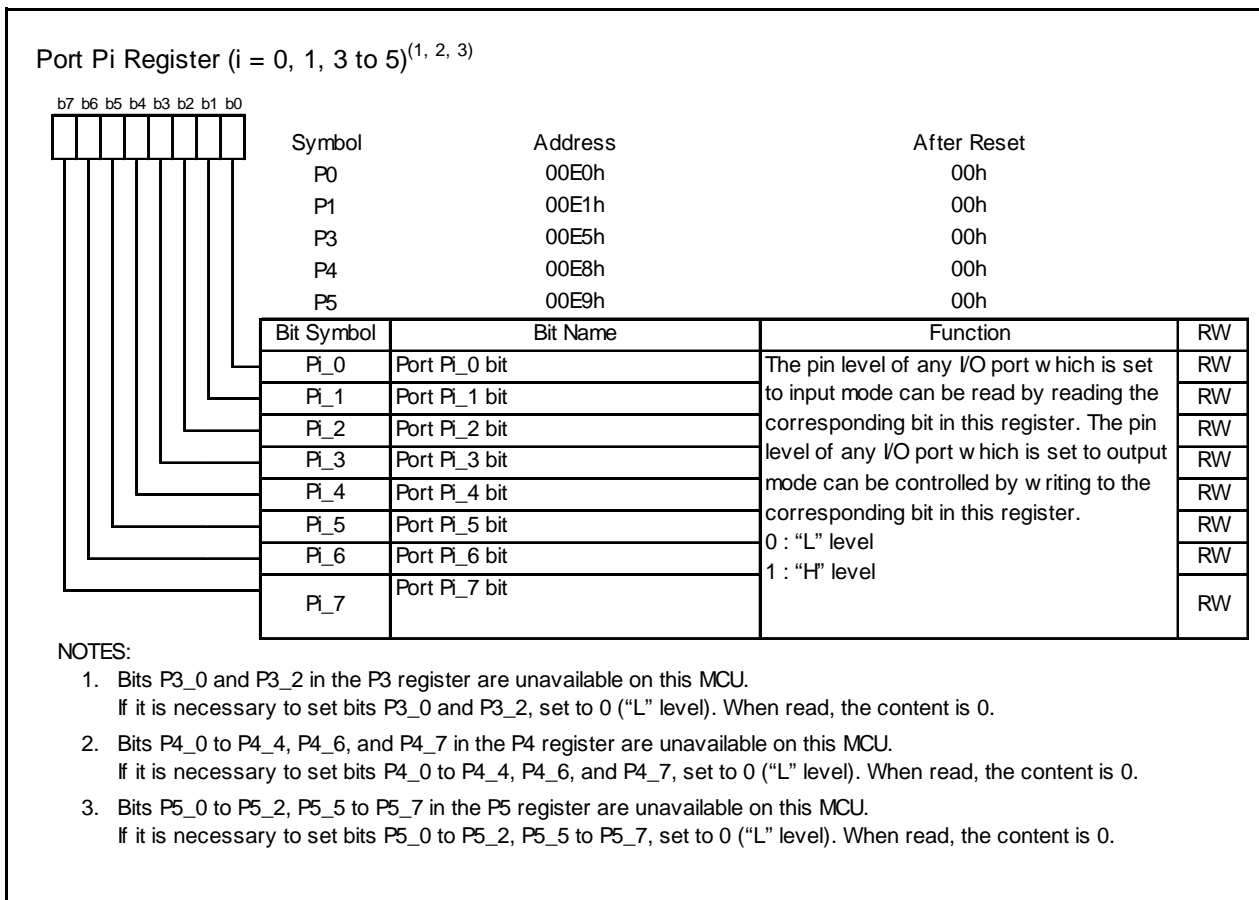 Port Pi Register (i = 0, 1, 3 to 5)(1, 2, 3)
b7 b6 b5 b4 b3 b2 b1 b0
Symbol Address After Reset
P0 00E0h 00h
P1 00E1h 00h
P3 00E5h 00h
P4 00E8h 00h
P5 00E9h 00h
Bit Symbol Bit Name Function RW
Pi_0 Port Pi_0 bit The pin level of any I/O port which is set RW
Pi_1 Port Pi_1 bit to input mode can be read by reading the RW
Pi_2 Port Pi_2 bit corresponding bit in this register. The pin RW
Pi_3 Port Pi_3 bit level of any I/O port which is set to output RW
Pi_4 Port Pi_4 bit mode can be controlled by writing to the RW
Pi_5 Port Pi_5 bit corresponding bit in this register. RW
Pi_6 Port Pi_6 bit 0 : “L” level RW
Pi_7 Port Pi_7 bit 1 : “H” level RW
NOTES:
1. Bits P3_0 and P3_2 in the P3 register are unavailable on this MCU.
If it is necessary to set bits P3_0 and P3_2, set to 0 (“L” level). When read, the content is 0.
2. Bits P4_0 to P4_4, P4_6, and P4_7 in the P4 register are unavailable on this MCU.
If it is necessary to set bits P4_0 to P4_4, P4_6, and P4_7, set to 0 (“L” level). When read, the content is 0.
3. Bits P5_0 to P5_2, P5_5 to P5_7 in the P5 register are unavailable on this MCU.
If it is necessary to set bits P5_0 to P5_2, P5_5 to P5_7, set to 0 (“L” level). When read, the content is 0.